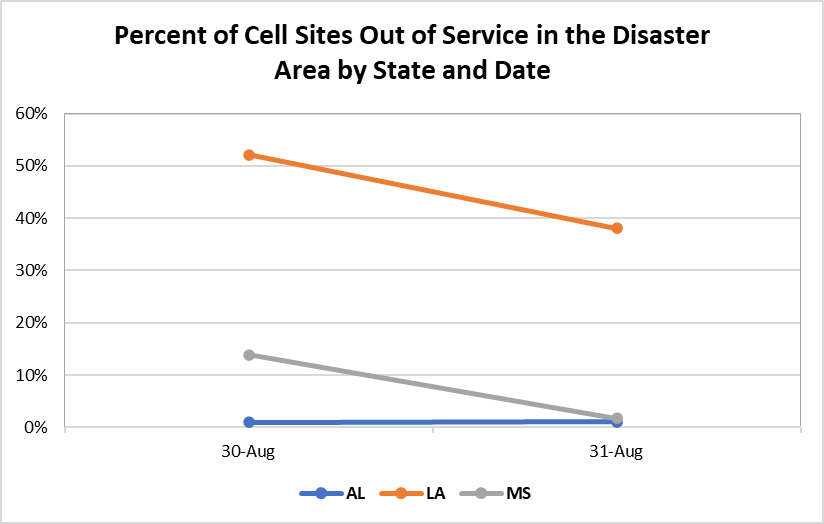 Percent of Cell Sites Out of Service in the Disaster
Area by State and Date
60%
50%
40%
30%
20%
10%
0%
30-Aug 31-Aug
AL LA MS